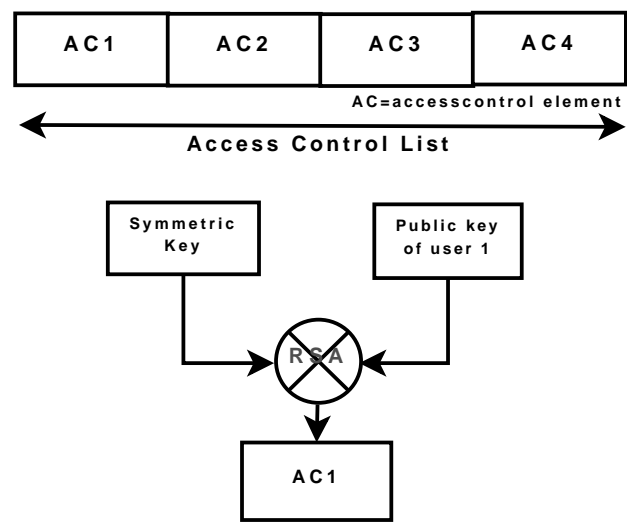 AC1 AC2 AC3 AC4
AC=accesscontrol element
Access Control List
Symmetric
Key
Public key
of user 1
RSA
AC1